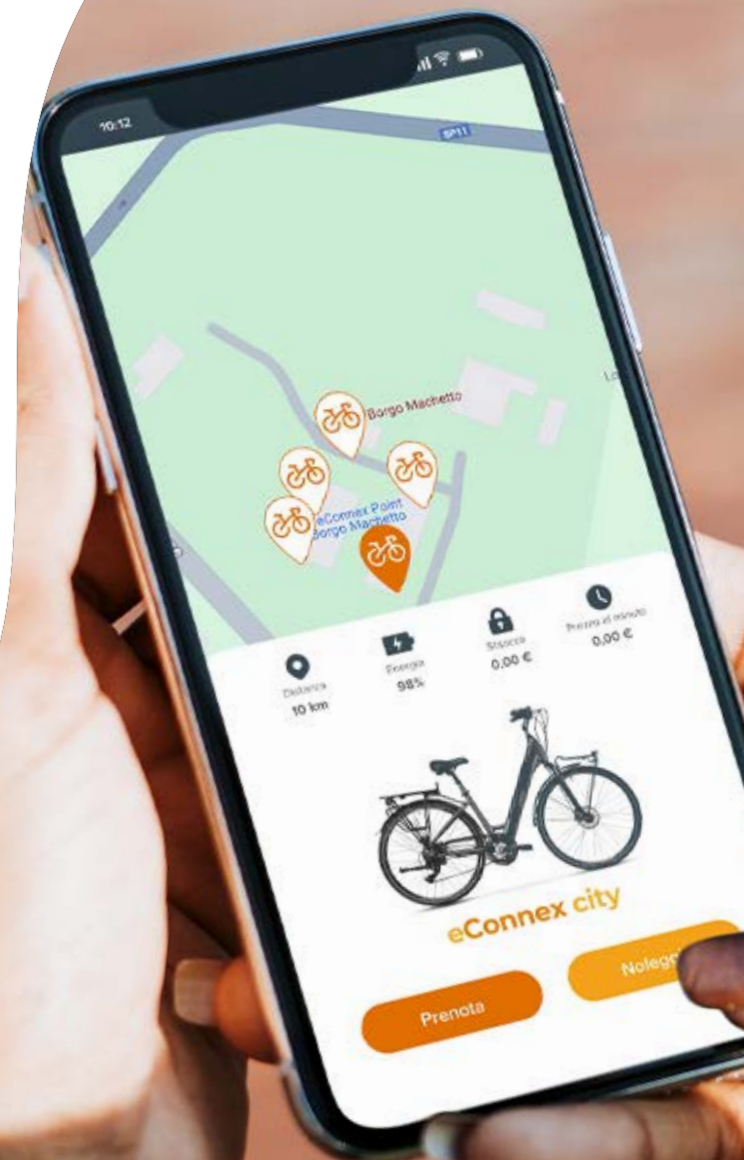 10:12
SP11
Borgo Machetto
eConnex Point
Borgo Machetto
Distanza
10 km
Energia
98%
Sblocco
0,00 €
Prezzo al minuto
0,00 €
eConnex city
Prenota